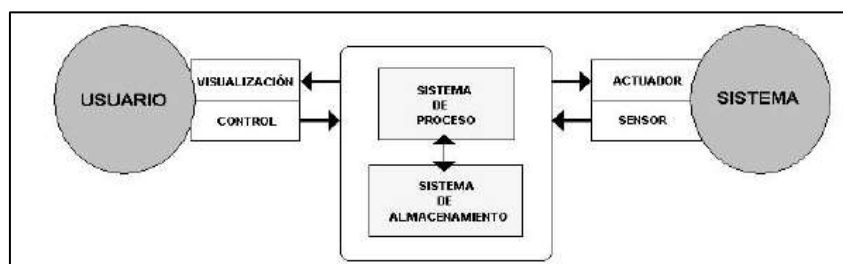 USUARIO
VISUALIZACIÓN
CONTROL
SISTEMA
DE
PROCESO
SISTEMA
DE
ALMACENAMIENTO
ACTUADOR
SENSOR
SISTEMA